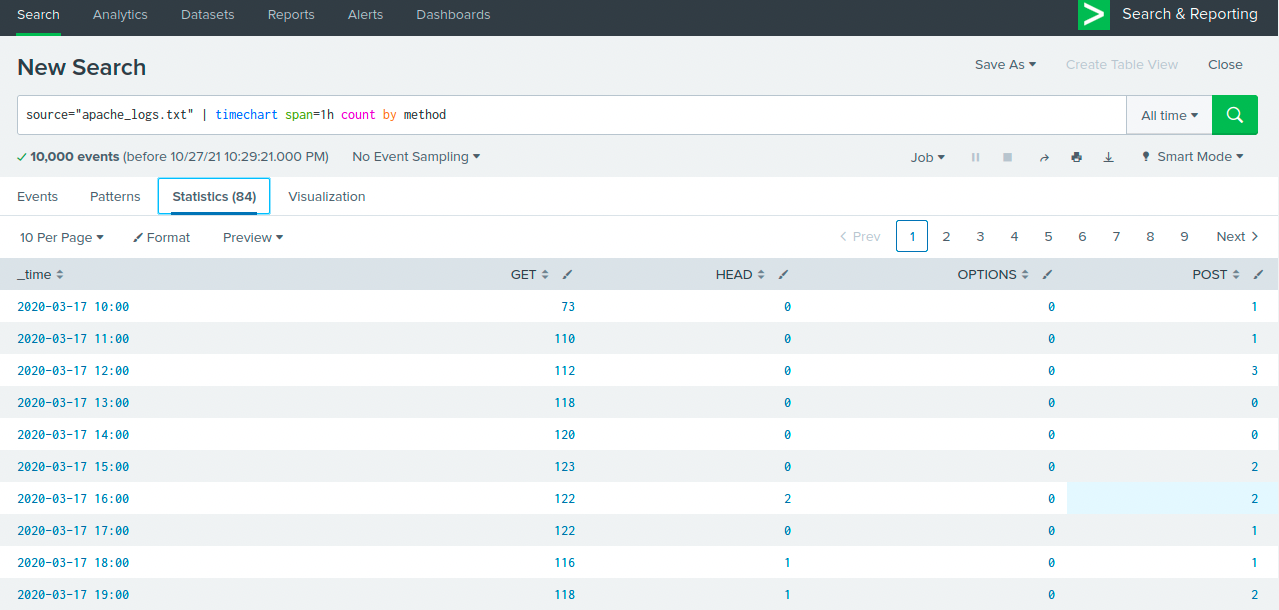 Search Analytics Datasets Reports Alerts Dashboards > Search & Reporting
New Search Save As Create Table View Close
source="apache_logs.txt" | timechart span=1h count by method All time
10,000 events (before 10/27/21 10:29:21.000 PM) No Event Sampling Job Smart Mode
Events Patterns Statistics (84) Visualization
10 Per Page Format Preview < Prev 1 2 3 4 5 6 7 8 9 Next >
_time GET HEAD OPTIONS POST
2020-03-17 10:00 73 0 0 1
2020-03-17 11:00 110 0 0 1
2020-03-17 12:00 112 0 0 3
2020-03-17 13:00 118 0 0 0
2020-03-17 14:00 120 0 0 0
2020-03-17 15:00 123 0 0 2
2020-03-17 16:00 122 2 0 2
2020-03-17 17:00 122 0 0 1
2020-03-17 18:00 116 1 0 1
2020-03-17 19:00 118 1 0 2